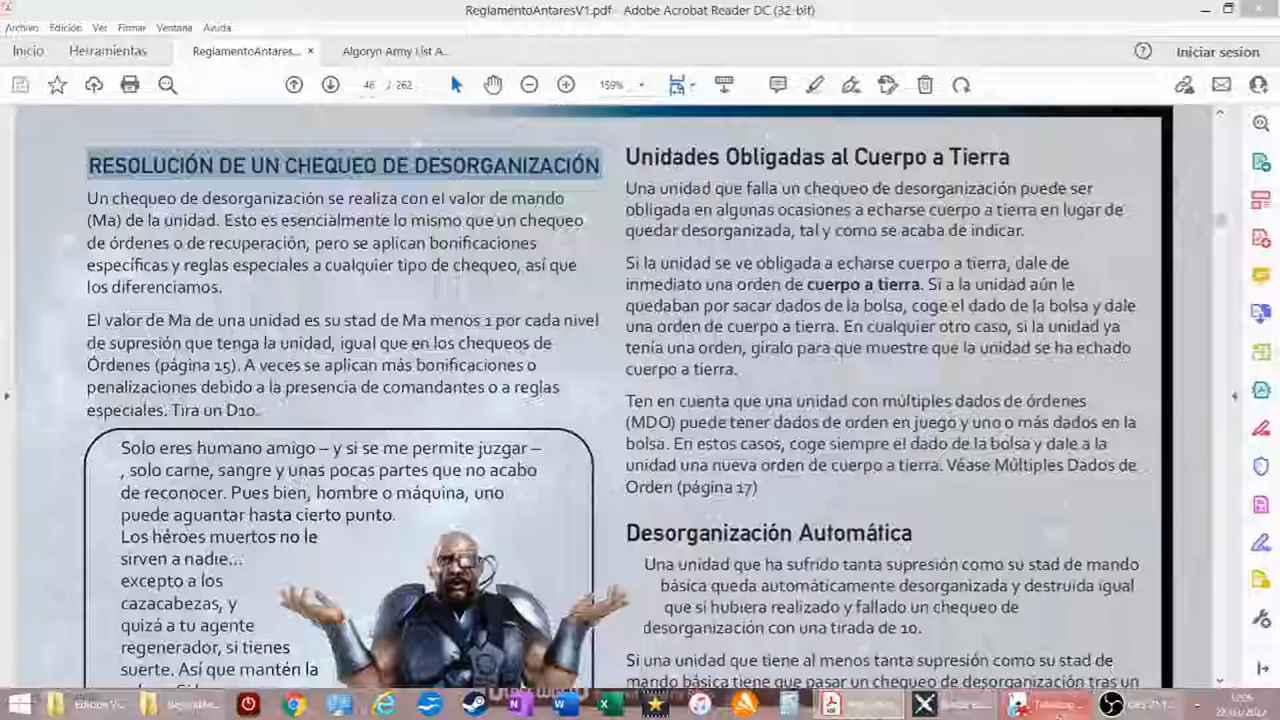 ReglamentoAntaresV1.pdf - Adobe Acrobat Reader DC (32-bit)
Archivo Edición Ver Firmar Ventana Ayuda
Inicio Herramientas ReglamentoAntares... × Algoryn Army List A... Iniciar sesión
46 / 262 159%
RESOLUCIÓN DE UN CHEQUEO DE DESORGANIZACIÓN
Un chequeo de desorganización se realiza con el valor de mando
(Ma) de la unidad. Esto es esencialmente lo mismo que un chequeo
de órdenes o de recuperación, pero se aplican bonificaciones
específicas y reglas especiales a cualquier tipo de chequeo, así que
los diferenciamos.
El valor de Ma de una unidad es su stad de Ma menos 1 por cada nivel
de supresión que tenga la unidad, igual que en los chequeos de
Órdenes (página 15). A veces se aplican más bonificaciones o
penalizaciones debido a la presencia de comandantes o a reglas
especiales. Tira un D10.
Solo eres humano amigo – y si se me permite juzgar –
, solo carne, sangre y unas pocas partes que no acabo
de reconocer. Pues bien, hombre o máquina, uno
puede aguantar hasta cierto punto.
Los héroes muertos no le
sirven a nadie...
excepto a los
cazacabezas, y
quizá a tu agente
regenerador, si tienes
suerte. Así que mantén la
Unidades Obligadas al Cuerpo a Tierra
Una unidad que falla un chequeo de desorganización puede ser
obligada en algunas ocasiones a echarse cuerpo a tierra en lugar de
quedar desorganizada, tal y como se acaba de indicar.
Si la unidad se ve obligada a echarse cuerpo a tierra, dale de
inmediato una orden de cuerpo a tierra. Si a la unidad aún le
quedaban por sacar dados de la bolsa, coge el dado de la bolsa y dale
una orden de cuerpo a tierra. En cualquier otro caso, si la unidad ya
tenía una orden, gíralo para que muestre que la unidad se ha echado
cuerpo a tierra.
Ten en cuenta que una unidad con múltiples dados de órdenes
(MDO) puede tener dados de orden en juego y uno o más dados en la
bolsa. En estos casos, coge siempre el dado de la bolsa y dale a la
unidad una nueva orden de cuerpo a tierra. Véase Múltiples Dados de
Orden (página 17)
Desorganización Automática
Una unidad que ha sufrido tanta supresión como su stad de mando
básica queda automáticamente desorganizada y destruida igual
que si hubiera realizado y fallado un chequeo de
desorganización con una tirada de 10.
Si una unidad que tiene al menos tanta supresión como su stad de
mando básica tiene que pasar un chequeo de desorganización tras un